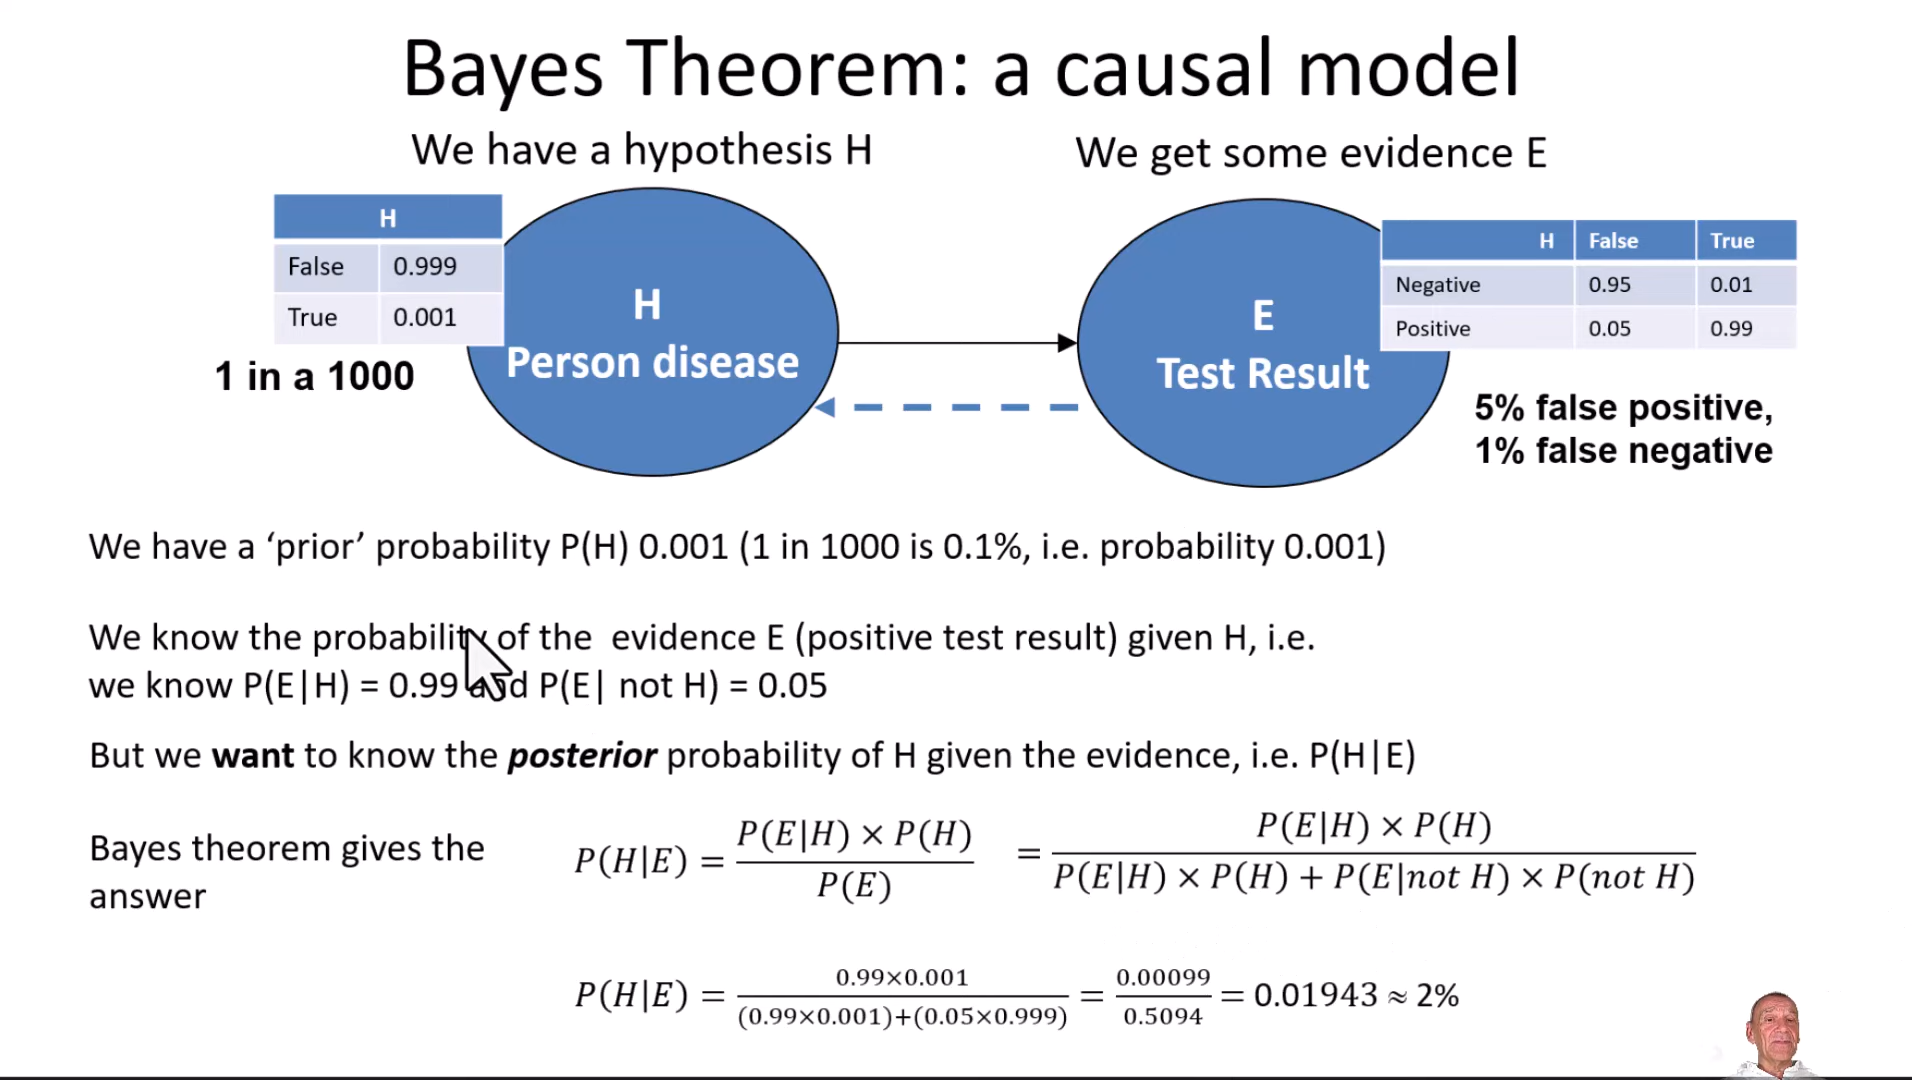 Bayes Theorem: a causal model
We have a hypothesis H
We get some evidence E
H
False 0.999
True 0.001
1 in a 1000
H
Person disease
E
Test Result
H False True
Negative 0.95 0.01
Positive 0.05 0.99
5% false positive,
1% false negative
We have a ‘prior’ probability P(H) 0.001 (1 in 1000 is 0.1%, i.e. probability 0.001)
We know the probability of the evidence E (positive test result) given H, i.e.
we know P(E|H) = 0.99 and P(E| not H) = 0.05
But we want to know the posterior probability of H given the evidence, i.e. P(H|E)
Bayes theorem gives the
answer
P(H|E) = P(E|H) × P(H) / P(E) = P(E|H) × P(H) / P(E|H) × P(H) + P(E|not H) × P(not H)
P(H|E) = 0.99×0.001 / (0.99×0.001)+(0.05×0.999) = 0.00099 / 0.5094 = 0.01943 ≈ 2%